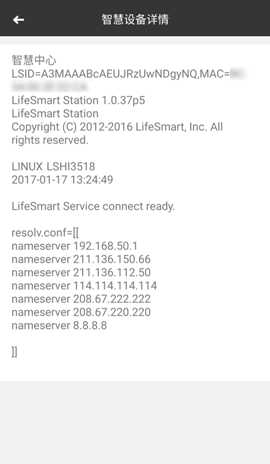 智慧设备详情
智慧中心
LSID=A3MAAABcAEUJRzUwNDgyNQ,MAC=
LifeSmart Station 1.0.37p5
LifeSmart Station
Copyright (C) 2012-2016 LifeSmart, Inc. All
rights reserved.
LINUX LSHI3518
2017-01-17 13:24:49
LifeSmart Service connect ready.
resolv.conf=[[
nameserver 192.168.50.1
nameserver 211.136.150.66
nameserver 211.136.112.50
nameserver 114.114.114.114
nameserver 208.67.222.222
nameserver 208.67.220.220
nameserver 8.8.8.8
]]